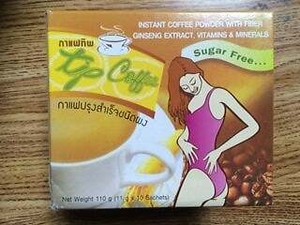 INSTANT COFFEE POWDER WITH FIBER
GINSENG EXTRACT, VITAMINS & MINERALS
กาแฟทิพ
Tip Coffee
Sugar Free...
กาแฟปรุงสำเร็จชนิดผง
Net Weight 110 g (11 g x 10 Sachets)